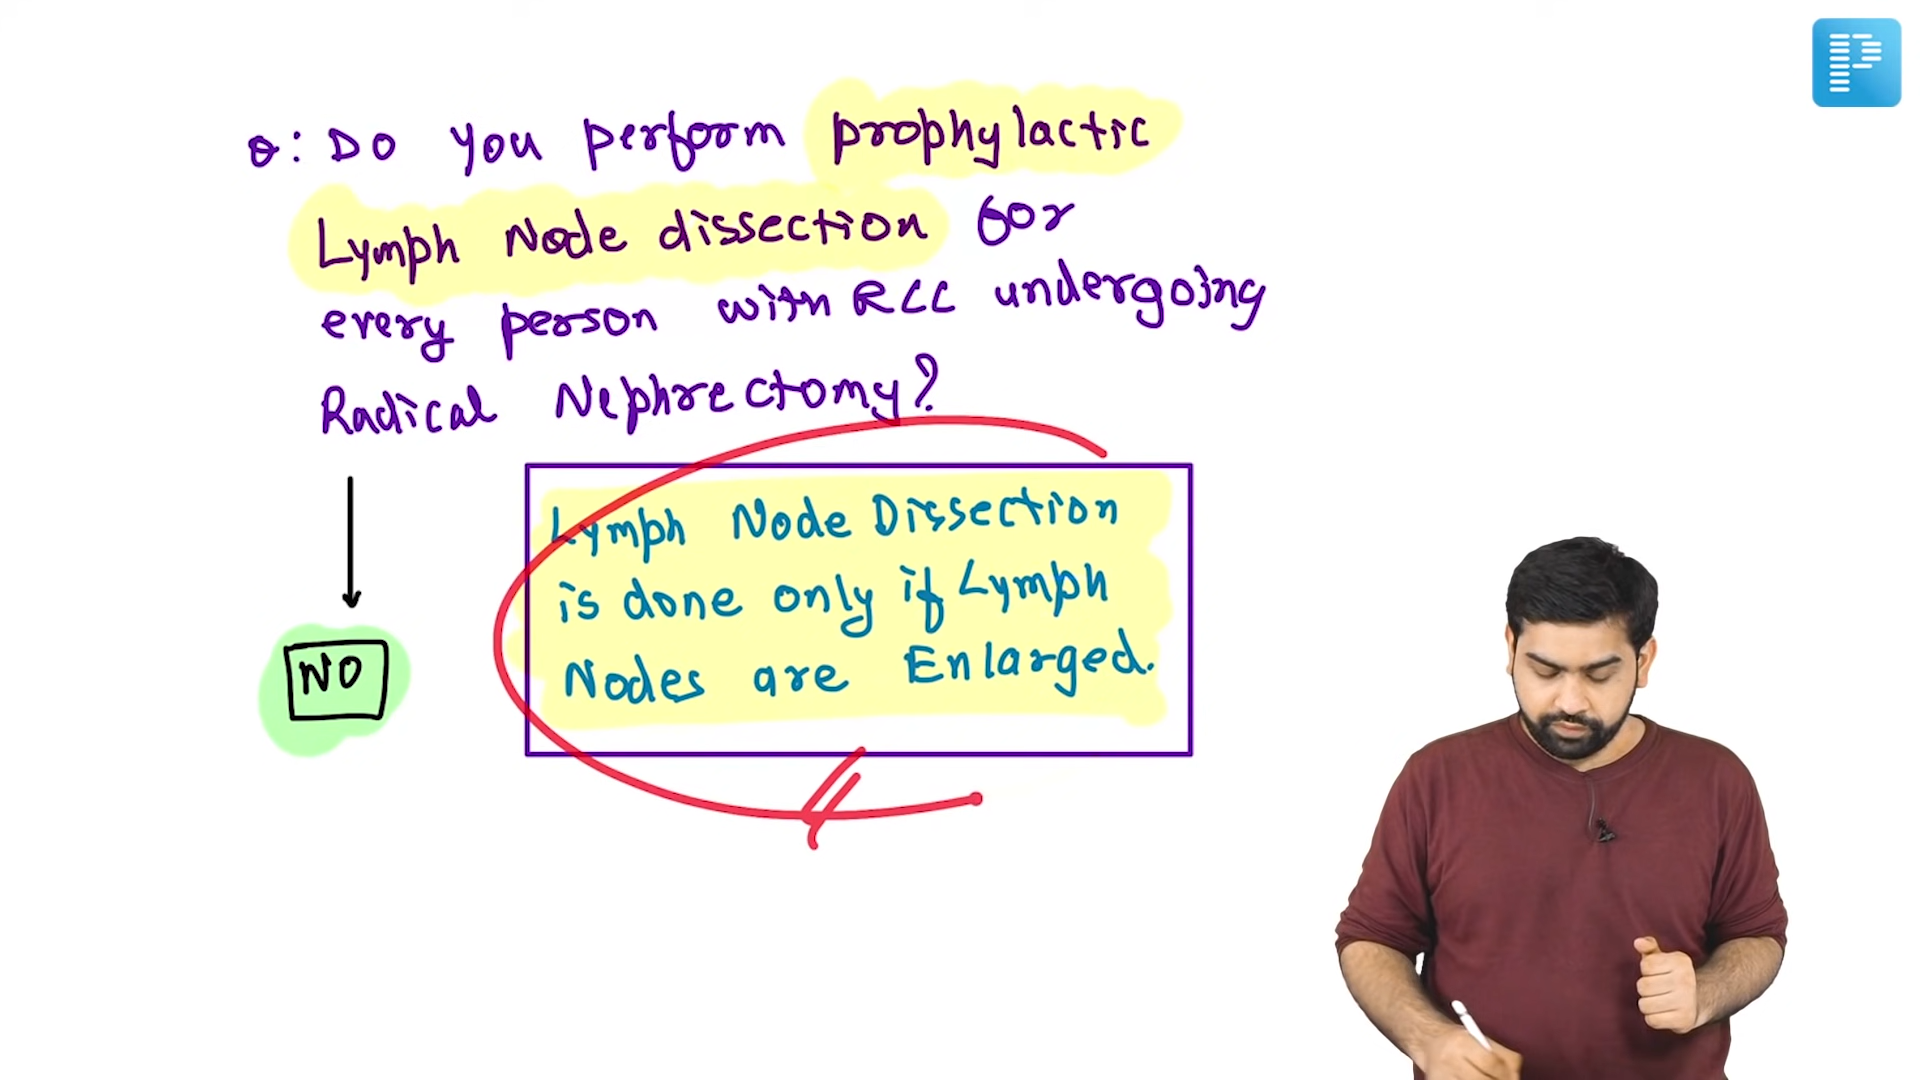 Q: Do you perform prophylactic
Lymph Node dissection for
every person with RCC undergoing
Radical Nephrectomy?
Lymph Node Dissection
is done only if Lymph
Nodes are Enlarged.
NO